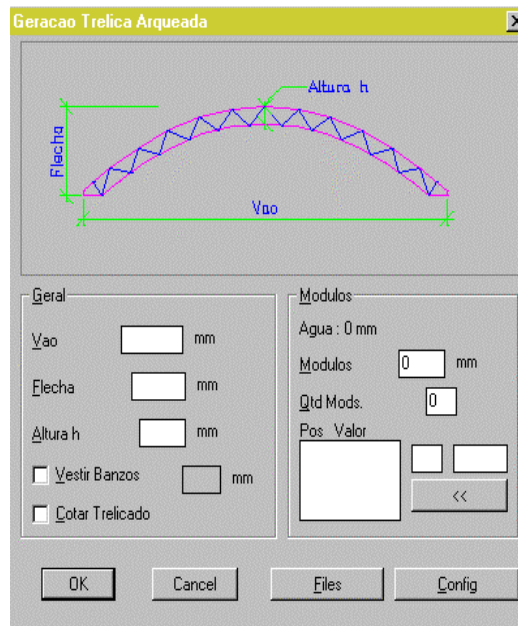 Geracao Trelica Arqueada
Altura h
Flecha
Vao
Geral
Vao mm
Flecha mm
Altura h mm
Vestir Banzos mm
Cotar Trelicado
Modulos
Agua : 0 mm
Modulos 0 mm
Qtd Mods. 0
Pos Valor
<<
OK Cancel Files Config